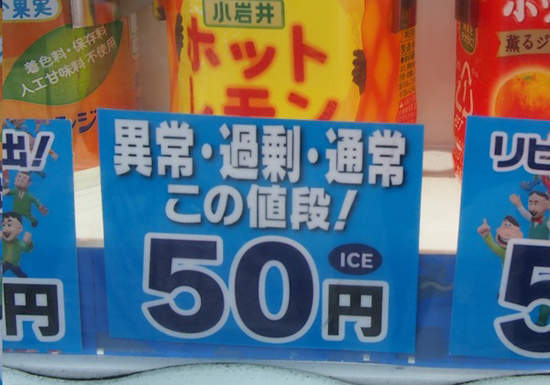 果実
着色料・保存料
人工甘味料 不使用
小岩井
ホット
レモン
薫る
出!
円
異常・過剰・通常
この値段!
50円
ICE
リピ
5